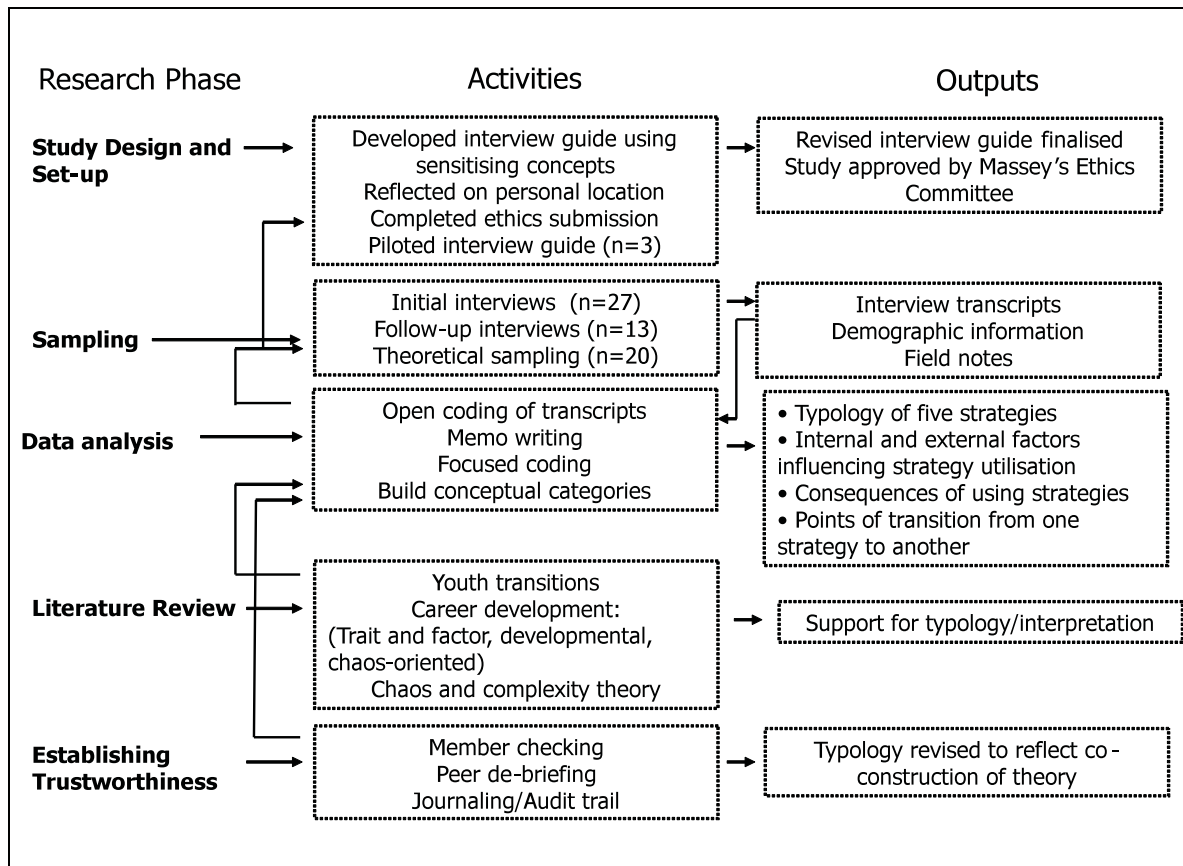 Research Phase
Activities
Outputs
Study Design and
Set-up
Developed interview guide using
sensitising concepts
Reflected on personal location
Completed ethics submission
Piloted interview guide (n=3)
Revised interview guide finalised
Study approved by Massey's Ethics
Committee
Sampling
Initial interviews (n=27)
Follow-up interviews (n=13)
Theoretical sampling (n=20)
Interview transcripts
Demographic information
Field notes
Data analysis
Open coding of transcripts
Memo writing
Focused coding
Build conceptual categories
• Typology of five strategies
• Internal and external factors
influencing strategy utilisation
• Consequences of using strategies
• Points of transition from one
strategy to another
Literature Review
Youth transitions
Career development:
(Trait and factor, developmental,
chaos-oriented)
Chaos and complexity theory
Support for typology/interpretation
Establishing
Trustworthiness
Member checking
Peer de-briefing
Journaling/Audit trail
Typology revised to reflect co-
construction of theory